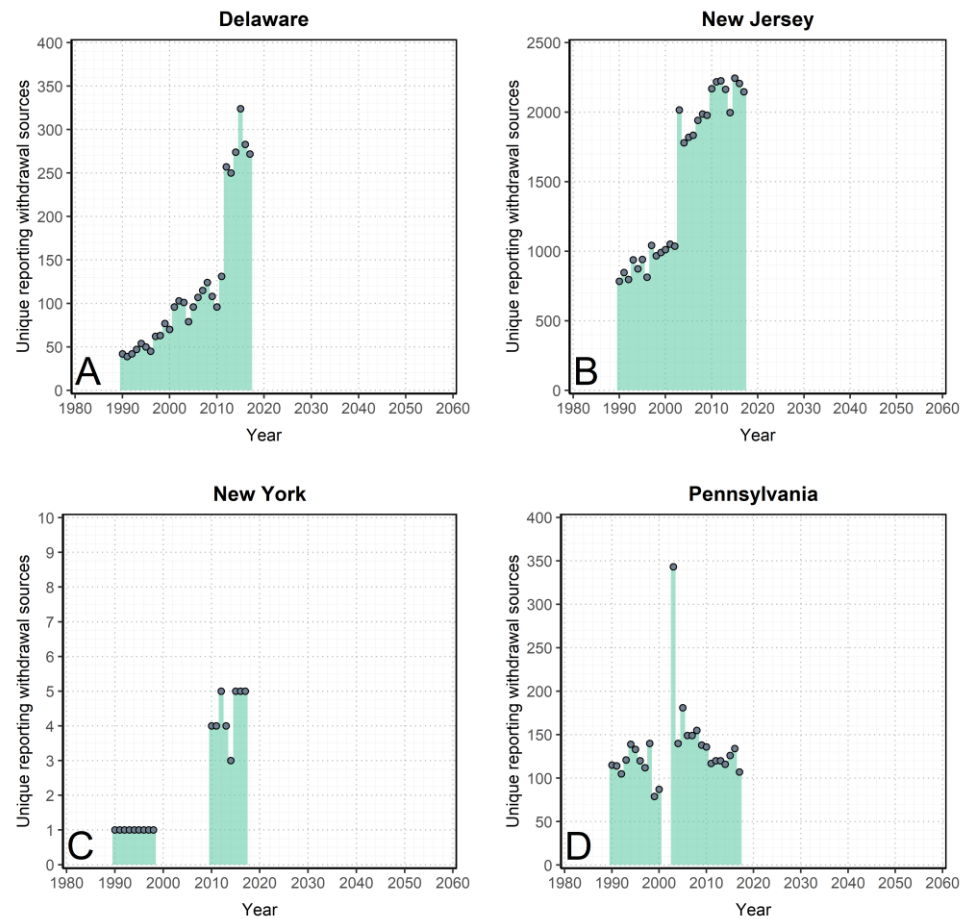 Delaware
400
350
300
250
200
150
100
50
0
Unique reporting withdrawal sources
A
1980 1990 2000 2010 2020 2030 2040 2050 2060
Year
New Jersey
2500
2000
1500
1000
500
0
Unique reporting withdrawal sources
B
1980 1990 2000 2010 2020 2030 2040 2050 2060
Year
New York
10
9
8
7
6
5
4
3
2
1
0
Unique reporting withdrawal sources
C
1980 1990 2000 2010 2020 2030 2040 2050 2060
Year
Pennsylvania
400
350
300
250
200
150
100
50
0
Unique reporting withdrawal sources
D
1980 1990 2000 2010 2020 2030 2040 2050 2060
Year